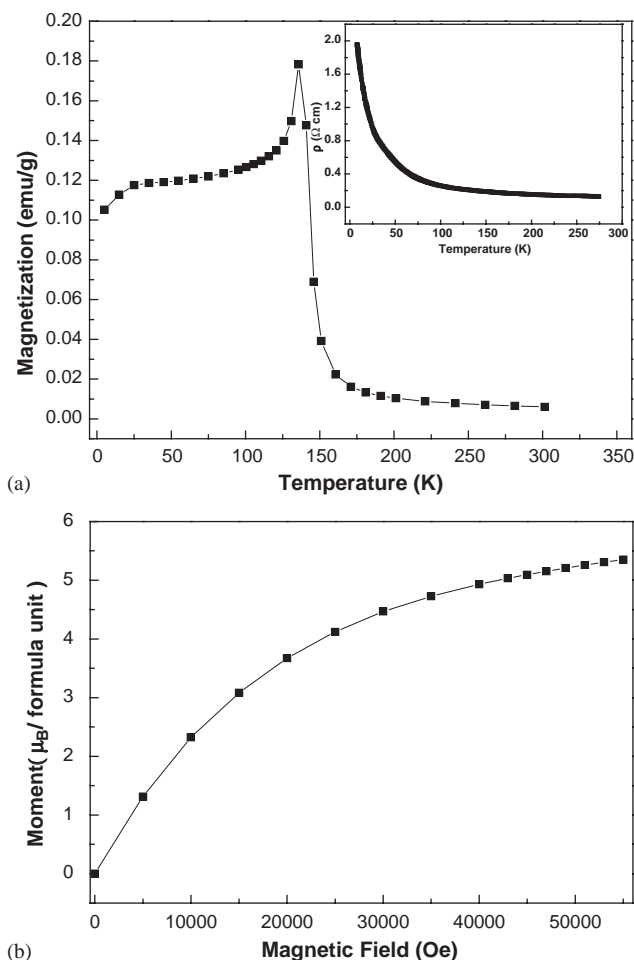 0.20
0.18
0.16
0.14
0.12
0.10
0.08
0.06
0.04
0.02
0.00
Magnetization (emu/g)
0 50 100 150 200 250 300 350
Temperature (K)
2.0
1.6
1.2
0.8
0.4
0.0
ρ (Ω cm)
0 50 100 150 200 250 300
Temperature (K)
(a)
6
5
4
3
2
1
0
Moment( μB/ formula unit )
0 10000 20000 30000 40000 50000
Magnetic Field (Oe)
(b)